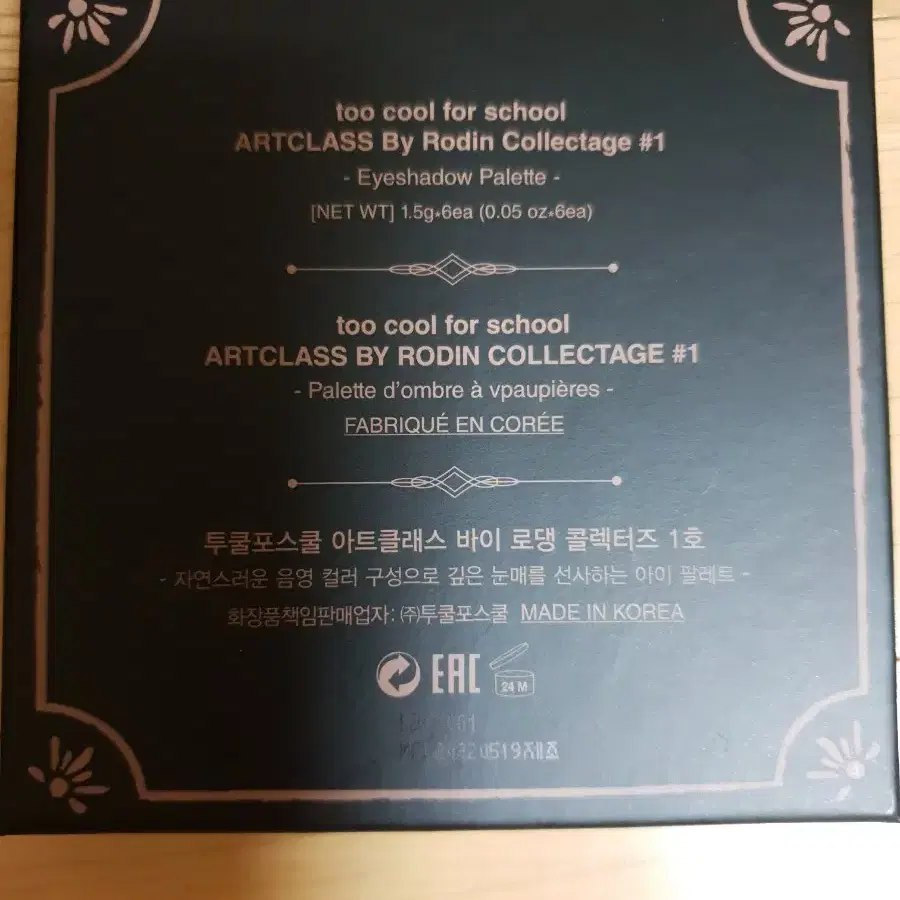 too cool for school
ARTCLASS By Rodin Collectage #1
- Eyeshadow Palette -
[NET WT] 1.5g*6ea (0.05 oz*6ea)
too cool for school
ARTCLASS BY RODIN COLLECTAGE #1
- Palette d’ombre à vpaupières -
FABRIQUÉ EN CORÉE
투쿨포스쿨 아트클래스 바이 로댕 콜렉터즈 1호
- 자연스러운 음영 컬러 구성으로 깊은 눈매를 선사하는 아이 팔레트 -
화장품책임판매업자: ㈜투쿨포스쿨 MADE IN KOREA
EAC 24 M